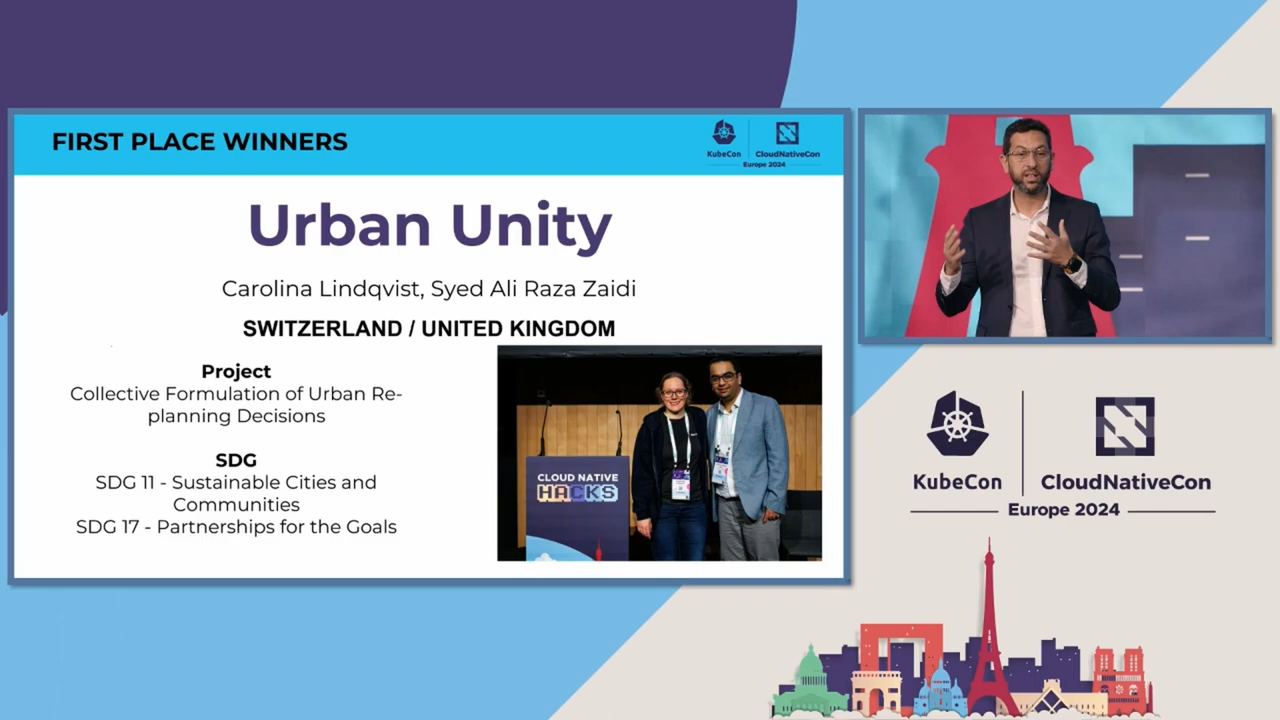 FIRST PLACE WINNERS
KubeCon
CloudNativeCon
Europe 2024
Urban Unity
Carolina Lindqvist, Syed Ali Raza Zaidi
SWITZERLAND / UNITED KINGDOM
Project
Collective Formulation of Urban Re-
planning Decisions
SDG
SDG 11 - Sustainable Cities and
Communities
SDG 17 - Partnerships for the Goals
CLOUD NATIVE
HACKS
KubeCon
CloudNativeCon
Europe 2024